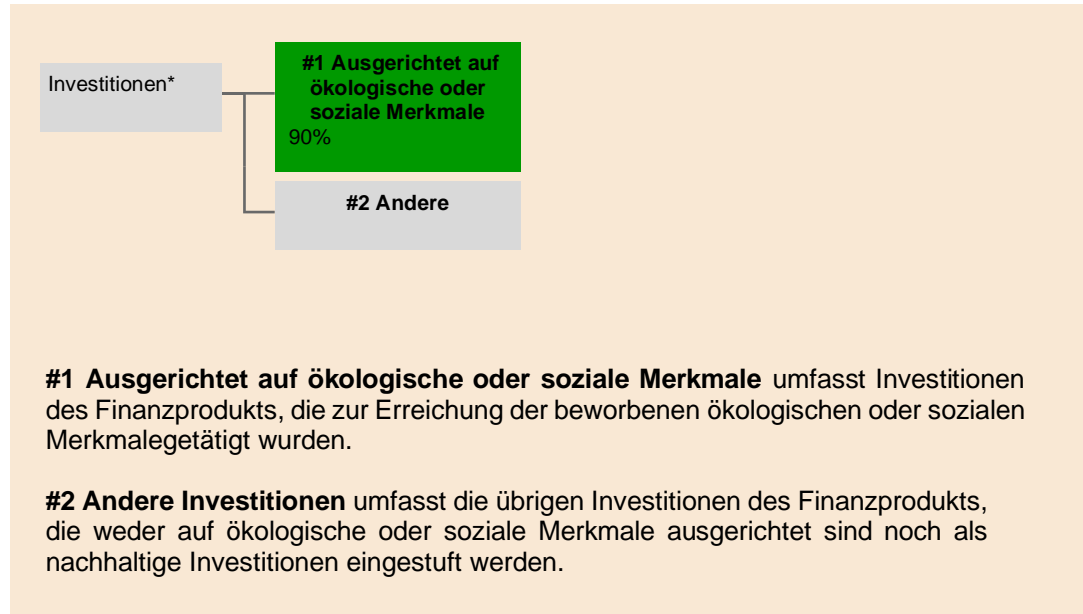 Investitionen*
#1 Ausgerichtet auf
ökologische oder
soziale Merkmale
90%
#2 Andere
#1 Ausgerichtet auf ökologische oder soziale Merkmale umfasst Investitionen
des Finanzprodukts, die zur Erreichung der beworbenen ökologischen oder sozialen
Merkmalegetätigt wurden.
#2 Andere Investitionen umfasst die übrigen Investitionen des Finanzprodukts,
die weder auf ökologische oder soziale Merkmale ausgerichtet sind noch als
nachhaltige Investitionen eingestuft werden.